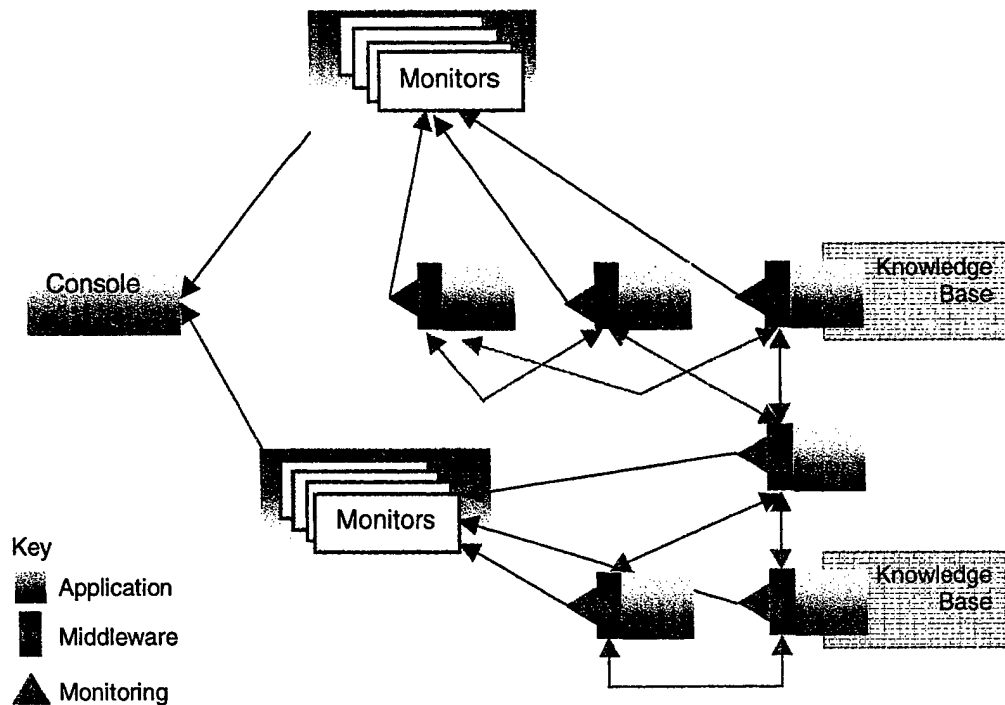 Monitors
Console
Knowledge
Base
Monitors
Knowledge
Base
Key
Application
Middleware
Monitoring